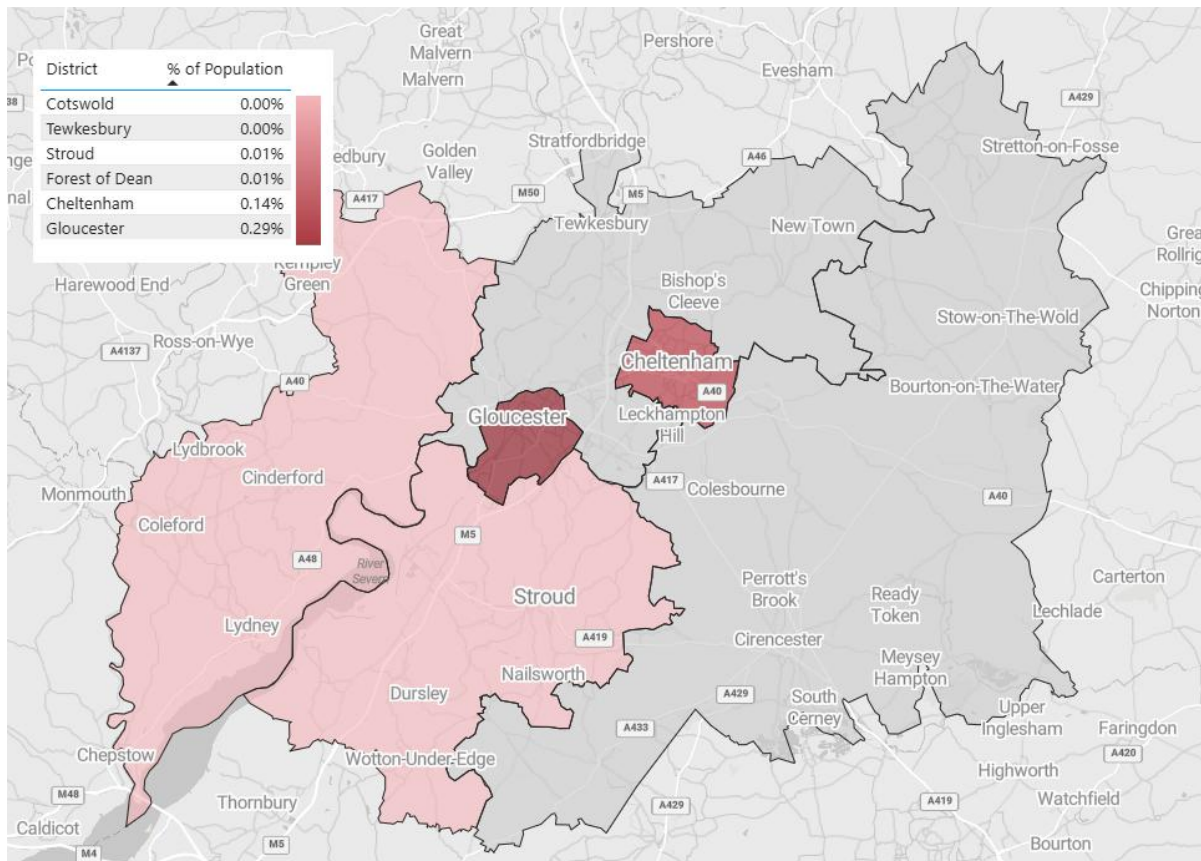 Great
Malvern
Malvern
Pershore
Evesham
A429
District % of Population
Cotswold 0.00%
Tewkesbury 0.00%
Stroud 0.01%
Forest of Dean 0.01%
Cheltenham 0.14%
Gloucester 0.29%
38
Stratfordbridge
Golden
Valley
A46
Stretton-on-Fosse
A417
M50
M5
Tewkesbury
New Town
Kempley
Green
Harewood End
Bishop's
Cleeve
Chipping
Norton
Stow-on-The-Wold
Ross-on-Wye
A4137
Cheltenham
A40
A40
Bourton-on-The-Water
Gloucester
Leckhampton
Hill
Lydbrook
Cinderford
Monmouth
A417
Colesbourne
A40
Coleford
M5
A48
River
Severn
Stroud
Perrott's
Brook
Ready
Token
Carterton
Lechlade
Lydney
A419
Cirencester
Nailsworth
Meysey
Hampton
Dursley
A429
South
Cerney
Upper
Inglesham
A433
Faringdon
A420
Chepstow
Wotton-Under-Edge
Highworth
M48
Thornbury
A429
A419
Watchfield
Caldicot
M4
M5
Bourton